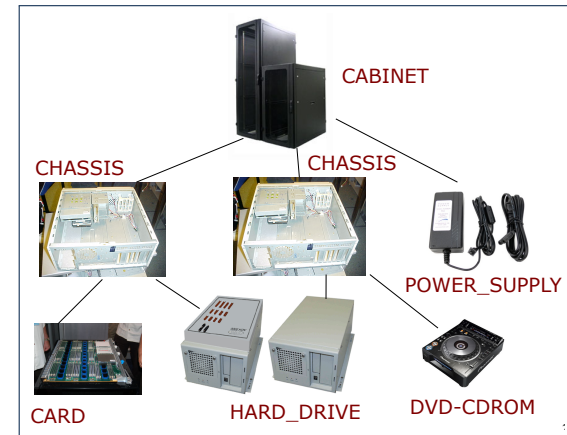 CABINET
CHASSIS
CHASSIS
POWER_SUPPLY
CARD
HARD_DRIVE
DVD-CDROM